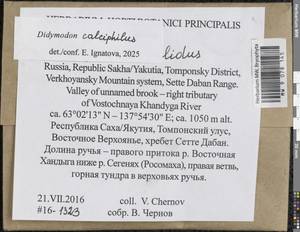 HORTI BOTANICI PRINCIPALIS
Didymodon calciphilus
lidus
det./conf. E. Ignatova, 2025
Russia, Republic Sakha/Yakutia, Tomponsky District,
Verkhoyansky Mountain system, Sette Daban Range.
Valley of unnamed brook – right tributary
of Vostochnaya Khandyga River
ca. 63°02'13"N – 137°54'30"E; ca. 1050 m alt.
Республика Саха/Якутия, Томпонский улус,
Восточное Верхоянье, хребет Сетте Дабан.
Долина ручья – правого притока р. Восточная
Хандыга ниже р. Сегенях (Росомаха), правая ветвь,
горная тундра в верховьях ручья.
21.VII.2016 coll. V. Chernov
#16- 1323 собр. В. Чернов
Herbarium MW, Bryophyta